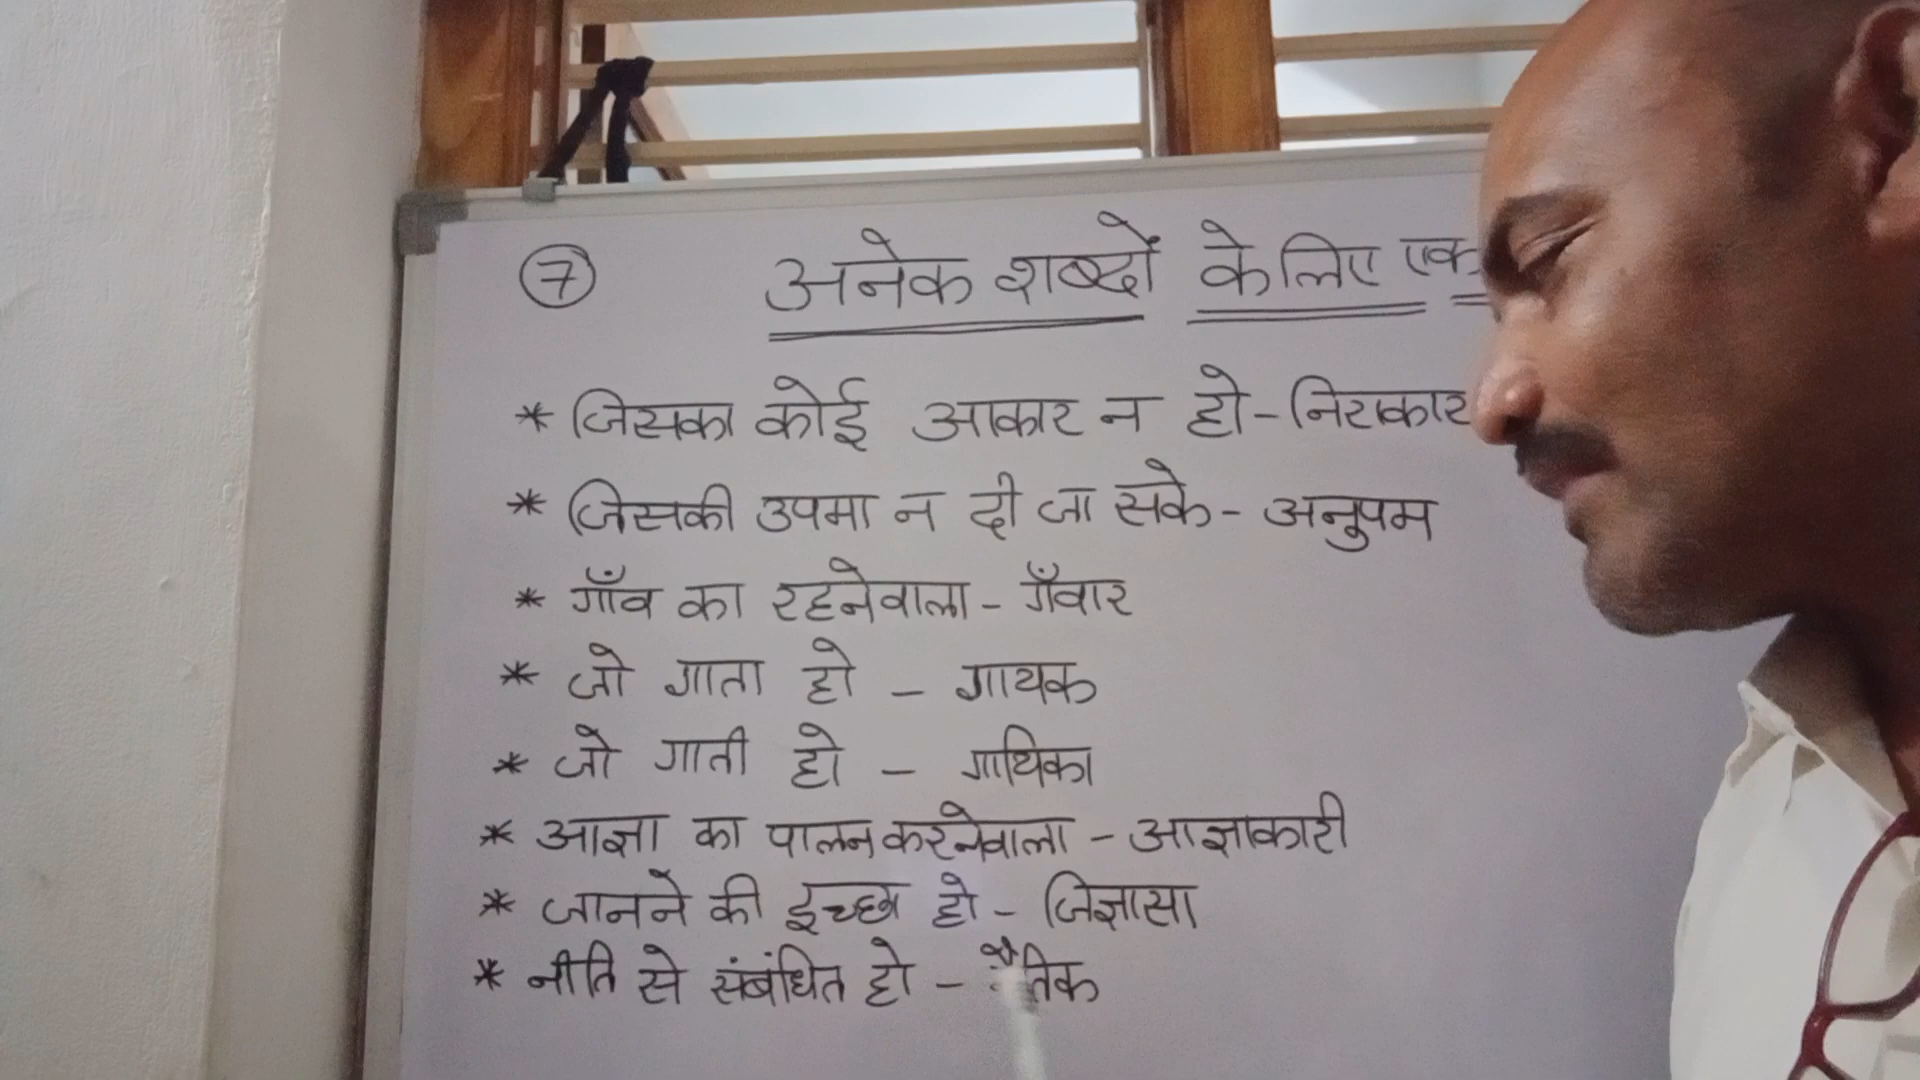 7 अनेक शब्दों के लिए एक
* जिसका कोई आकार न हो - निराकार
* जिसकी उपमा न दी जा सके - अनुपम
* गाँव का रहनेवाला - गँवार
* जो गाता हो - गायक
* जो गाती हो - गायिका
* आज्ञा का पालन करनेवाला - आज्ञाकारी
* जानने की इच्छा हो - जिज्ञासा
* नीति से संबंधित हो -